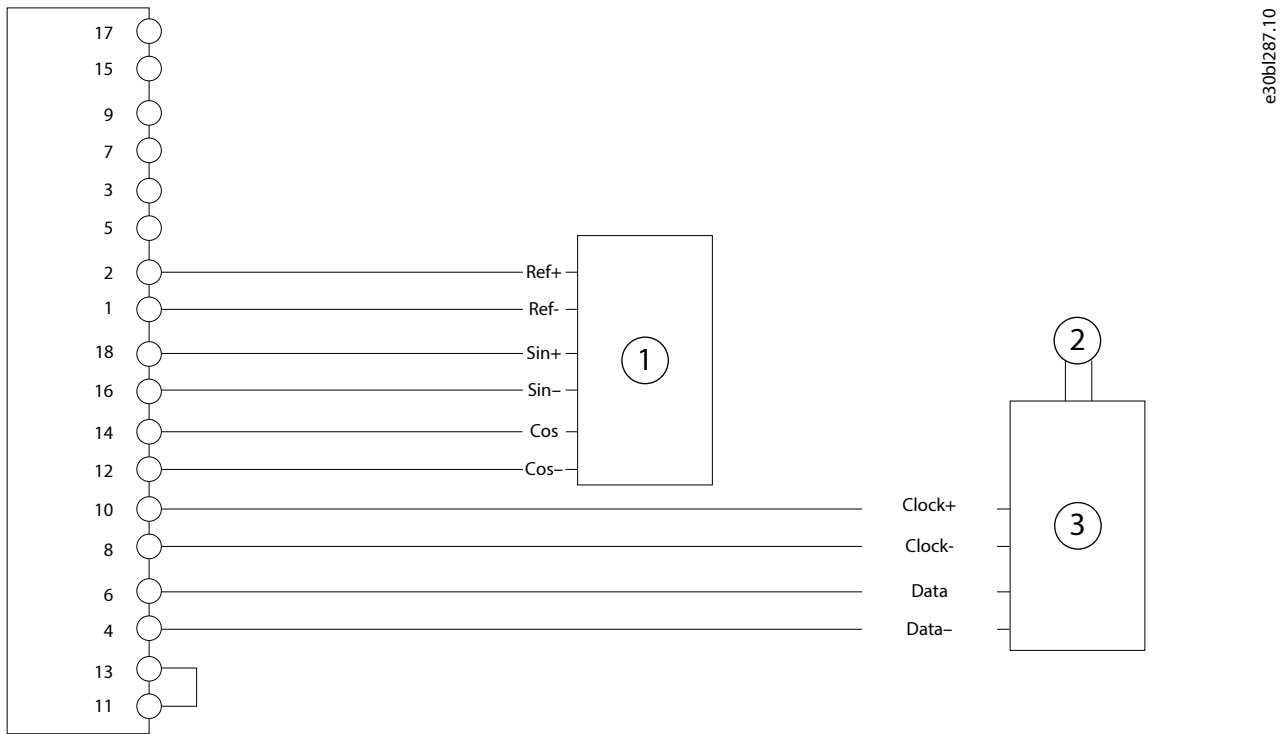 e30bl287.10
17
15
9
7
3
5
2 Ref+
1 Ref-
18 Sin+
16 Sin–
14 Cos
12 Cos–
1
2
3
10 Clock+
8 Clock-
6 Data
4 Data–
13
11